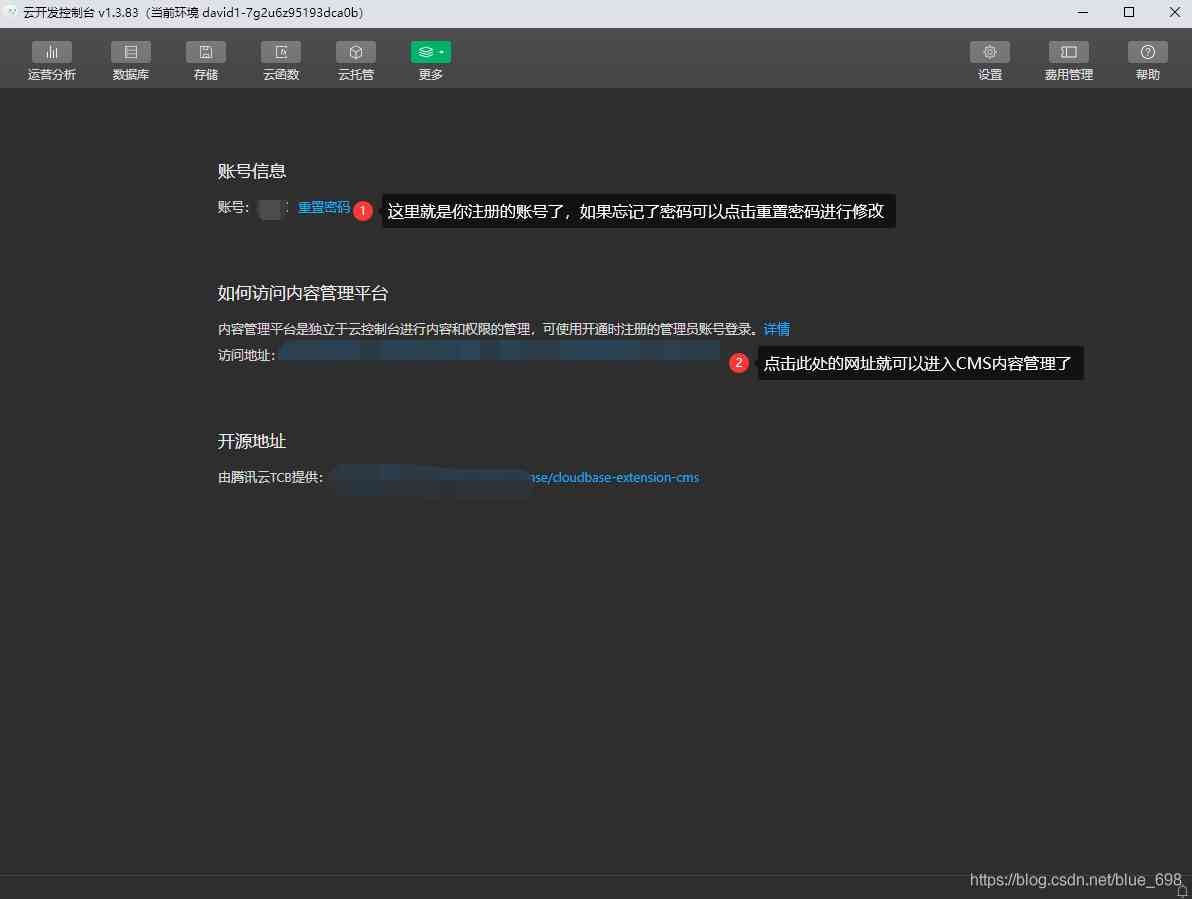 云开发控制台 v1.3.83（当前环境 david1-7g2u6z95193dca0b）
运营分析 数据库 存储 云函数 云托管 更多 设置 费用管理 帮助
账号信息
账号： 重置密码 1 这里就是你注册的账号了，如果忘记了密码可以点击重置密码进行修改
如何访问内容管理平台
内容管理平台是独立于云控制台进行内容和权限的管理，可使用开通时注册的管理员账号登录。详情
访问地址： 2 点击此处的网址就可以进入CMS内容管理了
开源地址
由腾讯云TCB提供： se/cloudbase-extension-cms
https://blog.csdn.net/blue_698